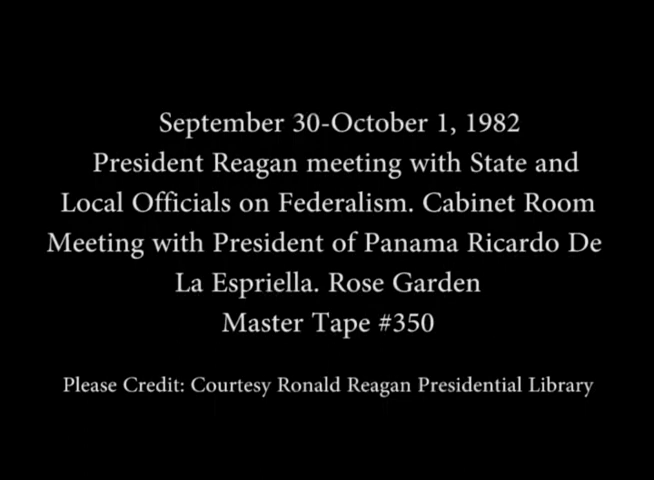 September 30-October 1, 1982
President Reagan meeting with State and
Local Officials on Federalism. Cabinet Room
Meeting with President of Panama Ricardo De
La Espriella. Rose Garden
Master Tape #350
Please Credit: Courtesy Ronald Reagan Presidential Library